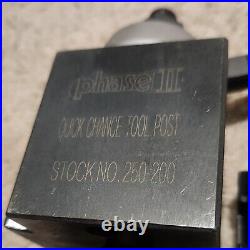 phase II
QUICK CHANGE TOOL POST
STOCK NO. 250-200